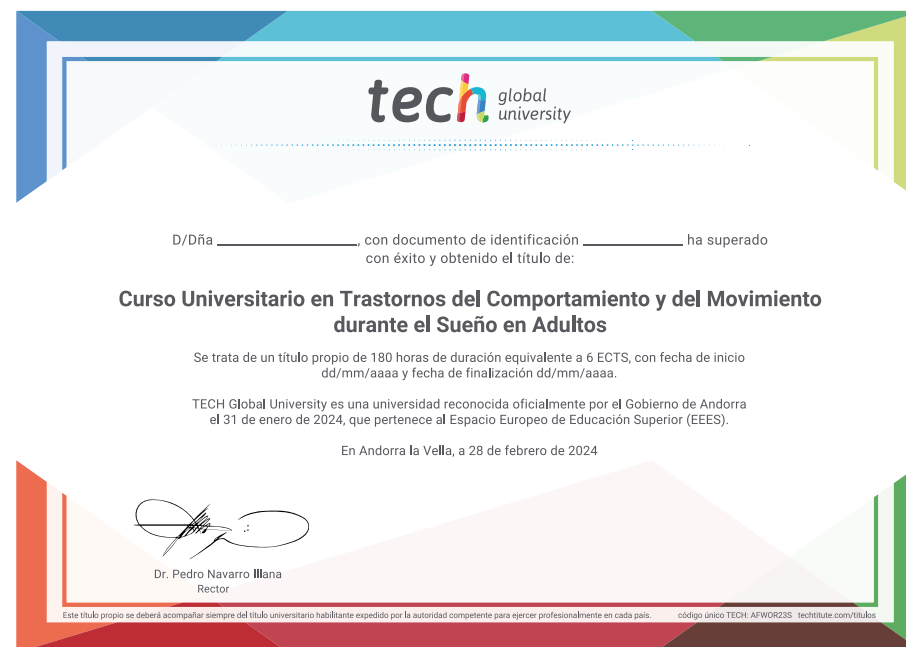 tech global university
D/Dña ____________________, con documento de identificación ______________ ha superado
con éxito y obtenido el título de:
Curso Universitario en Trastornos del Comportamiento y del Movimiento
durante el Sueño en Adultos
Se trata de un título propio de 180 horas de duración equivalente a 6 ECTS, con fecha de inicio
dd/mm/aaaa y fecha de finalización dd/mm/aaaa.
TECH Global University es una universidad reconocida oficialmente por el Gobierno de Andorra
el 31 de enero de 2024, que pertenece al Espacio Europeo de Educación Superior (EEES).
En Andorra la Vella, a 28 de febrero de 2024
Dr. Pedro Navarro Illana
Rector
Este título propio se deberá acompañar siempre del título universitario habilitante expedido por la autoridad competente para ejercer profesionalmente en cada país. código único TECH: AFWOR23S techtitute.com/titulos